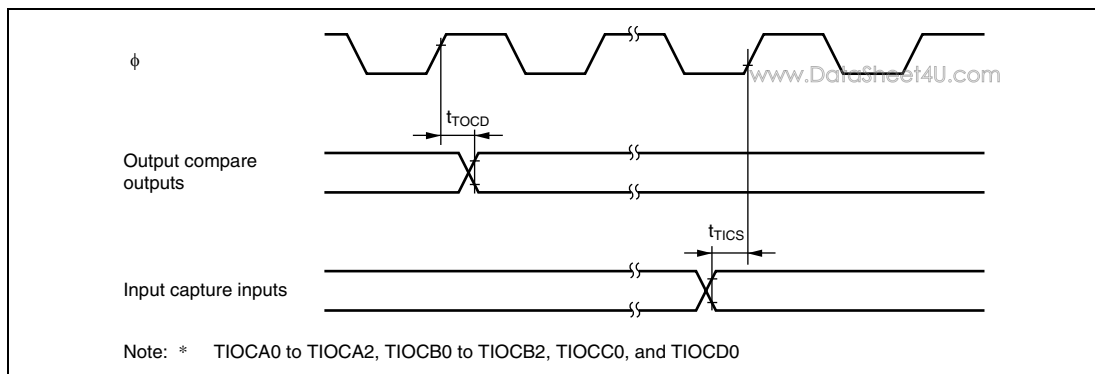 ϕ
www.DataSheet4U.com
tTOCD
Output compare
outputs
tTICS
Input capture inputs
Note: * TIOCA0 to TIOCA2, TIOCB0 to TIOCB2, TIOCC0, and TIOCD0